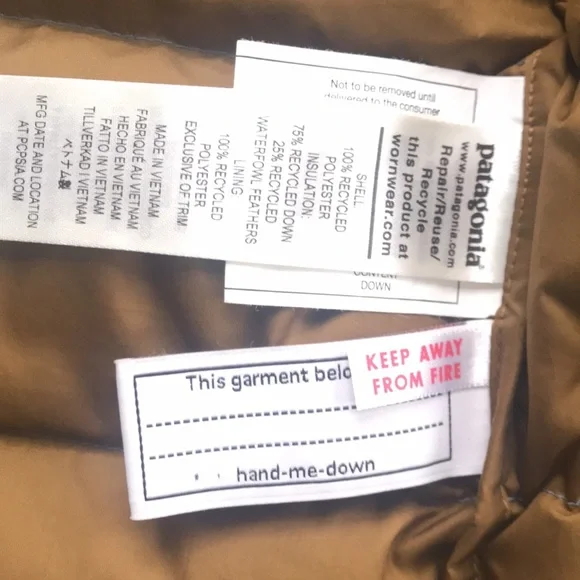 Not to be removed until
delivered to the consumer
patagonia®
www.patagonia.com
Repair/Reuse/
Recycle
this product at
wornwear.com
SHELL
100% RECYCLED
POLYESTER
INSULATION:
75% RECYCLED DOWN
25% RECYCLED
WATERFOWL FEATHERS
LINING
100% RECYCLED
POLYESTER
EXCLUSIVE OF TRIM
MADE IN VIETNAM
FABRIQUÉ AU VIETNAM
HECHO EN VIETNAM
FATTO IN VIETNAM
TILLVERKAD I VIETNAM
ベトナム製
MFG DATE AND LOCATION
AT PCPSIA.COM
CONTENT
DOWN
This garment belo
KEEP AWAY
FROM FIRE
hand-me-down